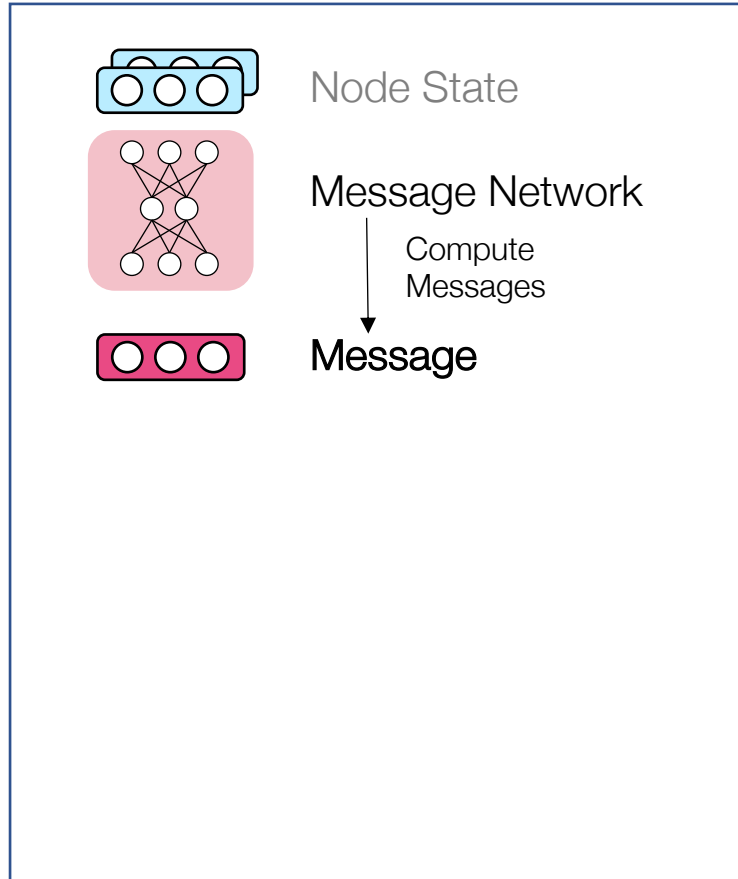 Node State
Message Network
Compute
Messages
Message